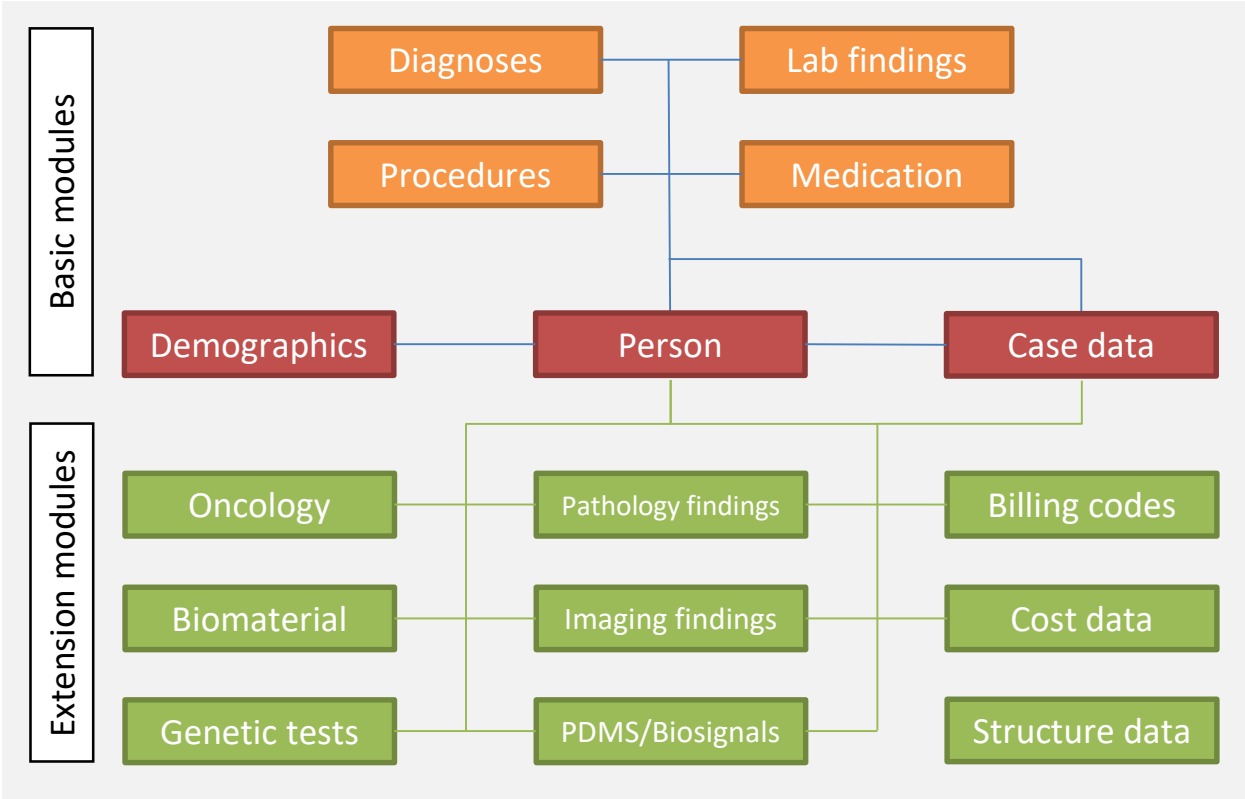 Basic modules
Diagnoses
Lab findings
Procedures
Medication
Demographics
Person
Case data
Extension modules
Oncology
Pathology findings
Billing codes
Biomaterial
Imaging findings
Cost data
Genetic tests
PDMS/Biosignals
Structure data